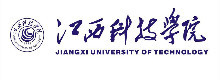 江西科技学院
JIANGXI UNIVERSITY OF TECHNOLOGY